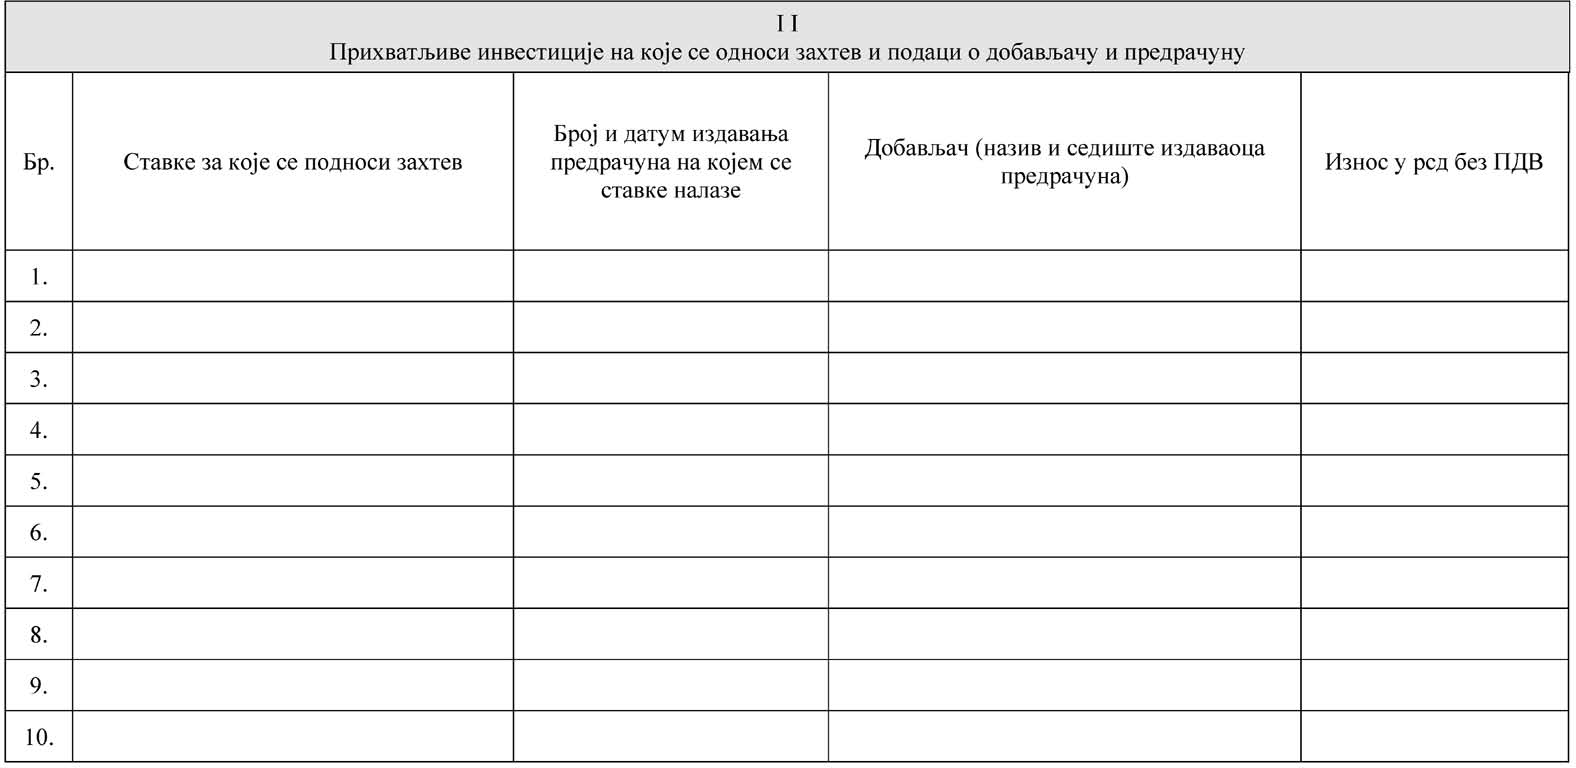 I I
Прихватљиве инвестиције на које се односи захтев и подаци о добављачу и предрачуну
Бр.
Ставке за које се подноси захтев
Број и датум издавања
предрачуна на којем се
ставке налазе
Добављач (назив и седиште издаваоца
предрачуна)
Износ у рсд без ПДВ
1.
2.
3.
4.
5.
6.
7.
8.
9.
10.